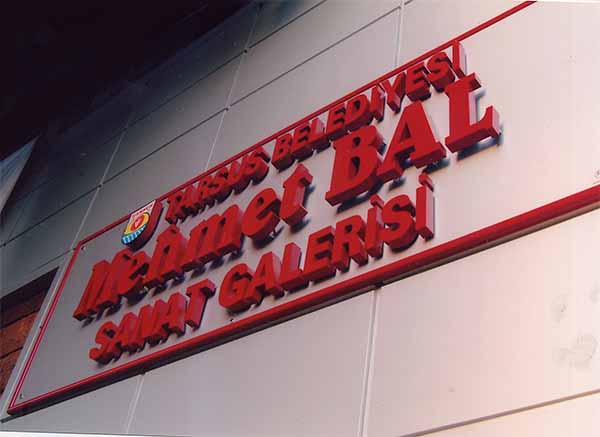 TARSUS BELEDİYESİ
Mehmet BAL
SANAT GALERİSİ